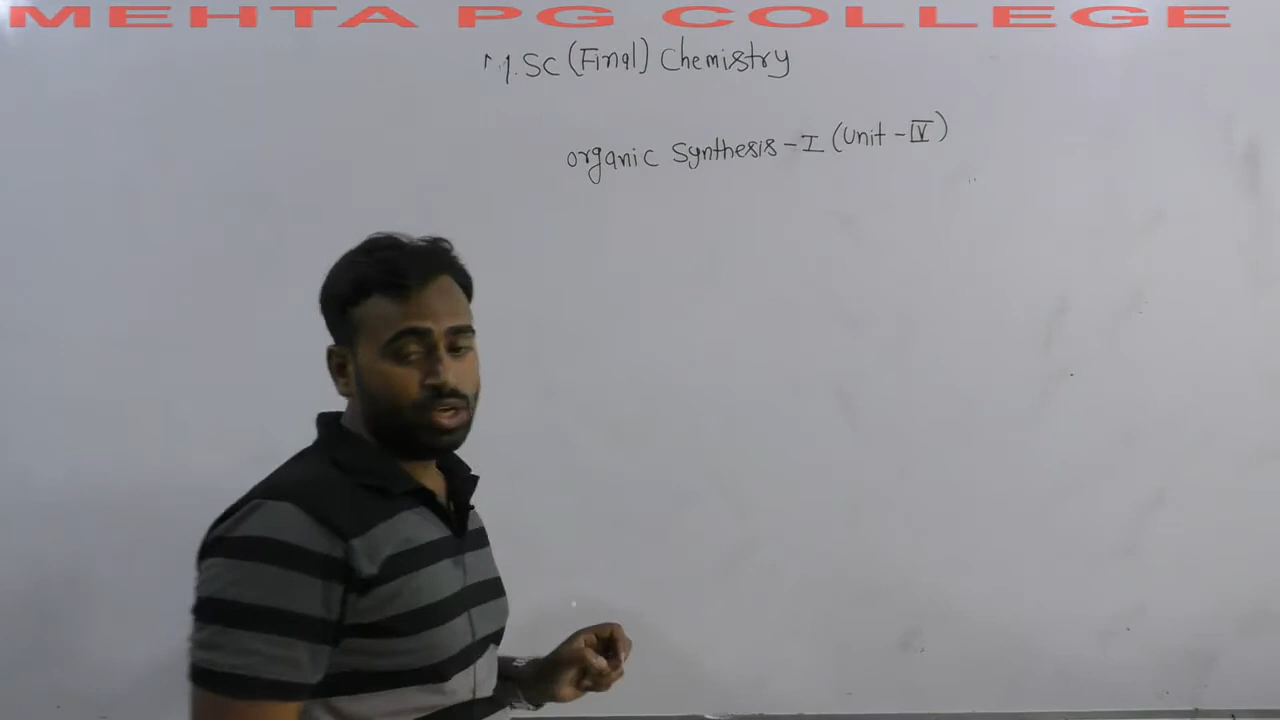 MEHTA PG COLLEGE
M.SC (Final) Chemistry
organic Synthesis - I (Unit - IV)